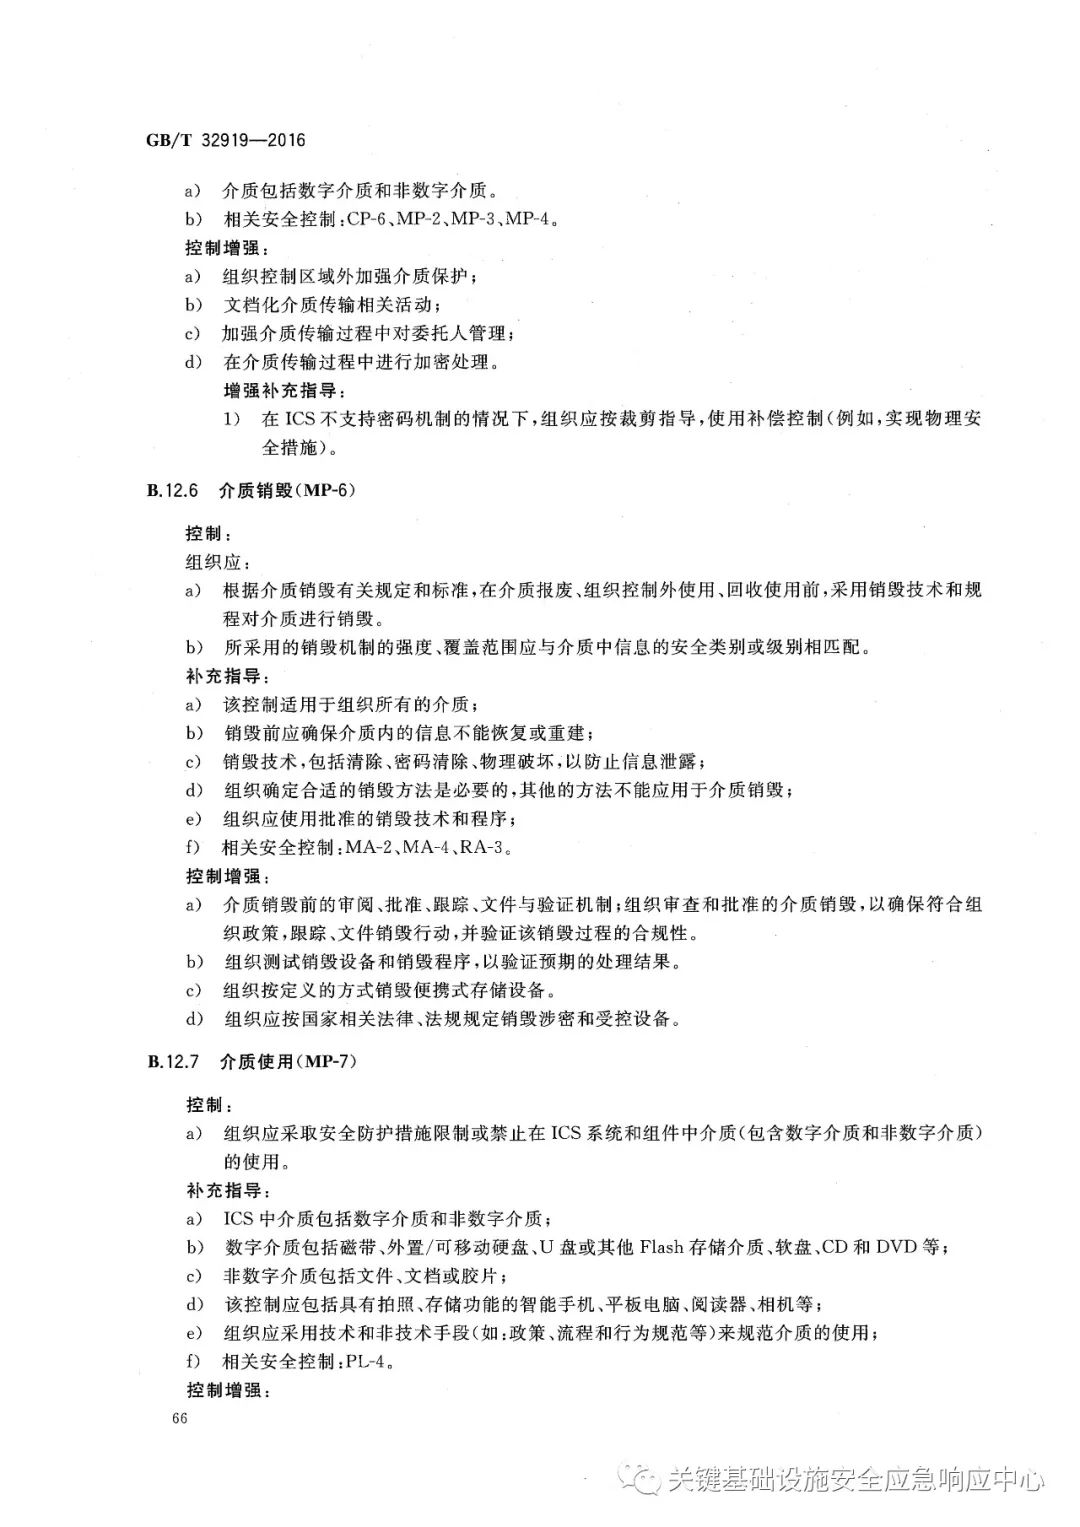 GB/T 32919—2016
a) 介质包括数字介质和非数字介质。
b) 相关安全控制:CP-6、MP-2、MP-3、MP-4。
控制增强:
a) 组织控制区域外加强介质保护;
b) 文档化介质传输相关活动;
c) 加强介质传输过程中对委托人管理;
d) 在介质传输过程中进行加密处理。
增强补充指导:
1) 在 ICS 不支持密码机制的情况下,组织应按裁剪指导,使用补偿控制(例如,实现物理安
全措施)。
B.12.6 介质销毁(MP-6)
控制:
组织应:
a) 根据介质销毁有关规定和标准,在介质报废、组织控制外使用、回收使用前,采用销毁技术和规
程对介质进行销毁。
b) 所采用的销毁机制的强度、覆盖范围应与介质中信息的安全类别或级别相匹配。
补充指导:
a) 该控制适用于组织所有的介质;
b) 销毁前应确保介质内的信息不能恢复或重建;
c) 销毁技术,包括清除、密码清除、物理破坏,以防止信息泄露;
d) 组织确定合适的销毁方法是必要的,其他的方法不能应用于介质销毁;
e) 组织应使用批准的销毁技术和程序;
f) 相关安全控制:MA-2、MA-4、RA-3。
控制增强:
a) 介质销毁前的审阅、批准、跟踪、文件与验证机制;组织审查和批准的介质销毁,以确保符合组
织政策,跟踪、文件销毁行动,并验证该销毁过程的合规性。
b) 组织测试销毁设备和销毁程序,以验证预期的处理结果。
c) 组织按定义的方式销毁便携式存储设备。
d) 组织应按国家相关法律、法规规定销毁涉密和受控设备。
B.12.7 介质使用(MP-7)
控制:
a) 组织应采取安全防护措施限制或禁止在 ICS 系统和组件中介质(包含数字介质和非数字介质)
的使用。
补充指导:
a) ICS 中介质包括数字介质和非数字介质;
b) 数字介质包括磁带、外置/可移动硬盘、U 盘或其他 Flash 存储介质、软盘、CD 和 DVD 等;
c) 非数字介质包括文件、文档或胶片;
d) 该控制应包括具有拍照、存储功能的智能手机、平板电脑、阅读器、相机等;
e) 组织应采用技术和非技术手段(如:政策、流程和行为规范等)来规范介质的使用;
f) 相关安全控制:PL-4。
控制增强:
66
关键基础设施安全应急响应中心